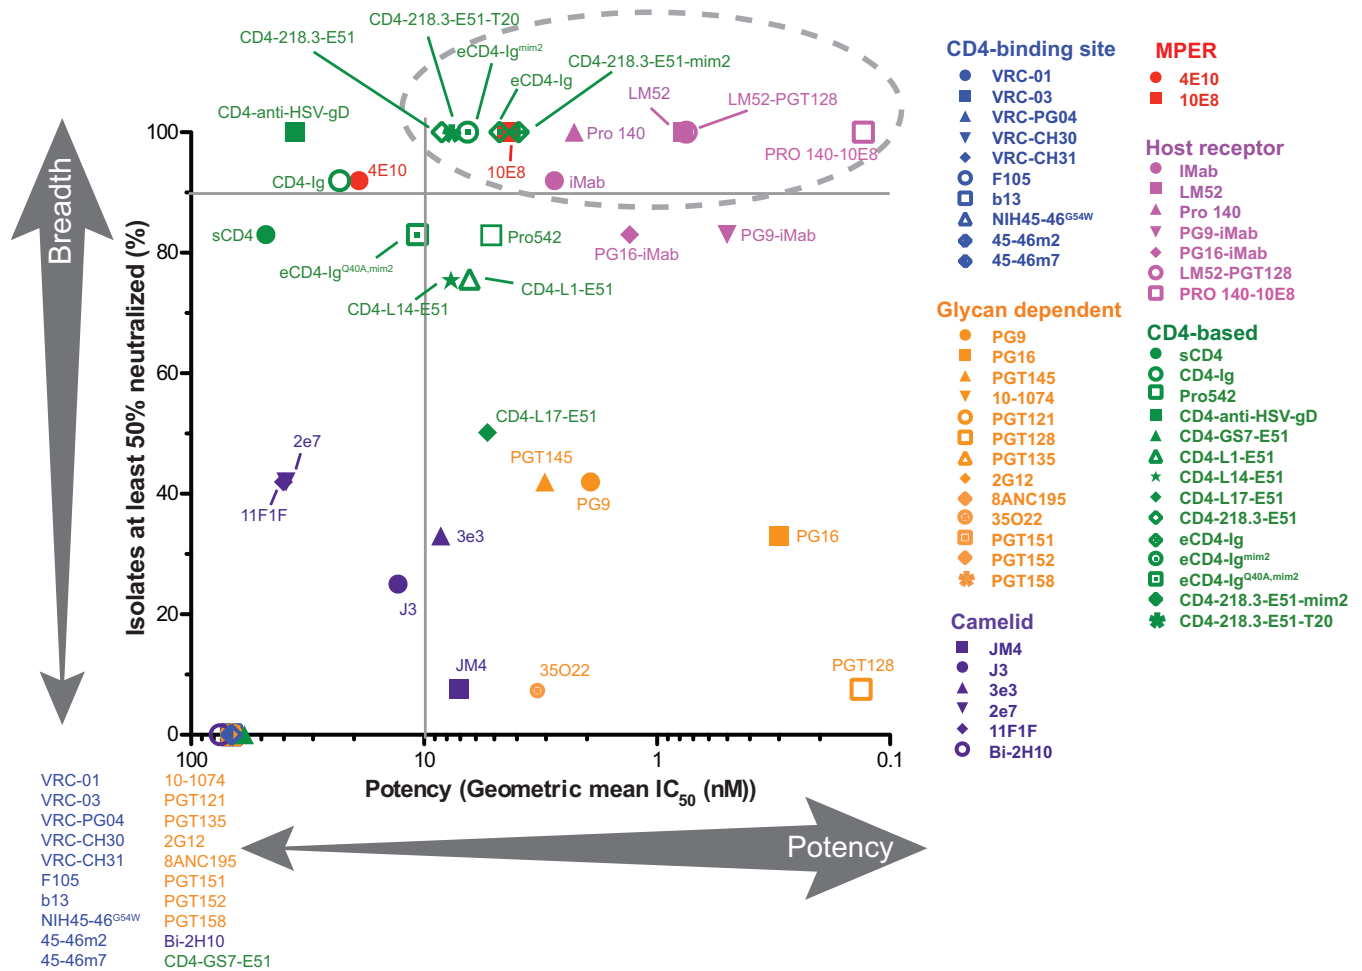 CD4-218.3-E51-T20
CD4-218.3-E51
eCD4-Igmim2
eCD4-Ig
CD4-218.3-E51-mim2
LM52
LM52-PGT128
CD4-anti-HSV-gD
Pro 140
PRO 140-10E8
10E8
CD4-Ig
4E10
iMab
sCD4
eCD4-IgQ40A,mim2
Pro542
PG16-iMab
PG9-iMab
CD4-L14-E51
CD4-L1-E51
CD4-L17-E51
2e7
11F1F
PGT145
PG9
3e3
PG16
J3
JM4
35O22
PGT128
Breadth
Isolates at least 50% neutralized (%)
100
80
60
40
20
0
100
10
1
0.1
Potency (Geometric mean IC50 (nM))
Potency
VRC-01
VRC-03
VRC-PG04
VRC-CH30
VRC-CH31
F105
b13
NIH45-46G54W
45-46m2
45-46m7
10-1074
PGT121
PGT135
2G12
8ANC195
PGT151
PGT152
PGT158
Bi-2H10
CD4-GS7-E51
CD4-binding site
VRC-01
VRC-03
VRC-PG04
VRC-CH30
VRC-CH31
F105
b13
NIH45-46G54W
45-46m2
45-46m7
Glycan dependent
PG9
PG16
PGT145
10-1074
PGT121
PGT128
PGT135
2G12
8ANC195
35O22
PGT151
PGT152
PGT158
Camelid
JM4
J3
3e3
2e7
11F1F
Bi-2H10
MPER
4E10
10E8
Host receptor
IMab
LM52
Pro 140
PG9-iMab
PG16-iMab
LM52-PGT128
PRO 140-10E8
CD4-based
sCD4
CD4-Ig
Pro542
CD4-anti-HSV-gD
CD4-GS7-E51
CD4-L1-E51
CD4-L14-E51
CD4-L17-E51
CD4-218.3-E51
eCD4-Ig
eCD4-Igmim2
eCD4-IgQ40A,mim2
CD4-218.3-E51-mim2
CD4-218.3-E51-T20